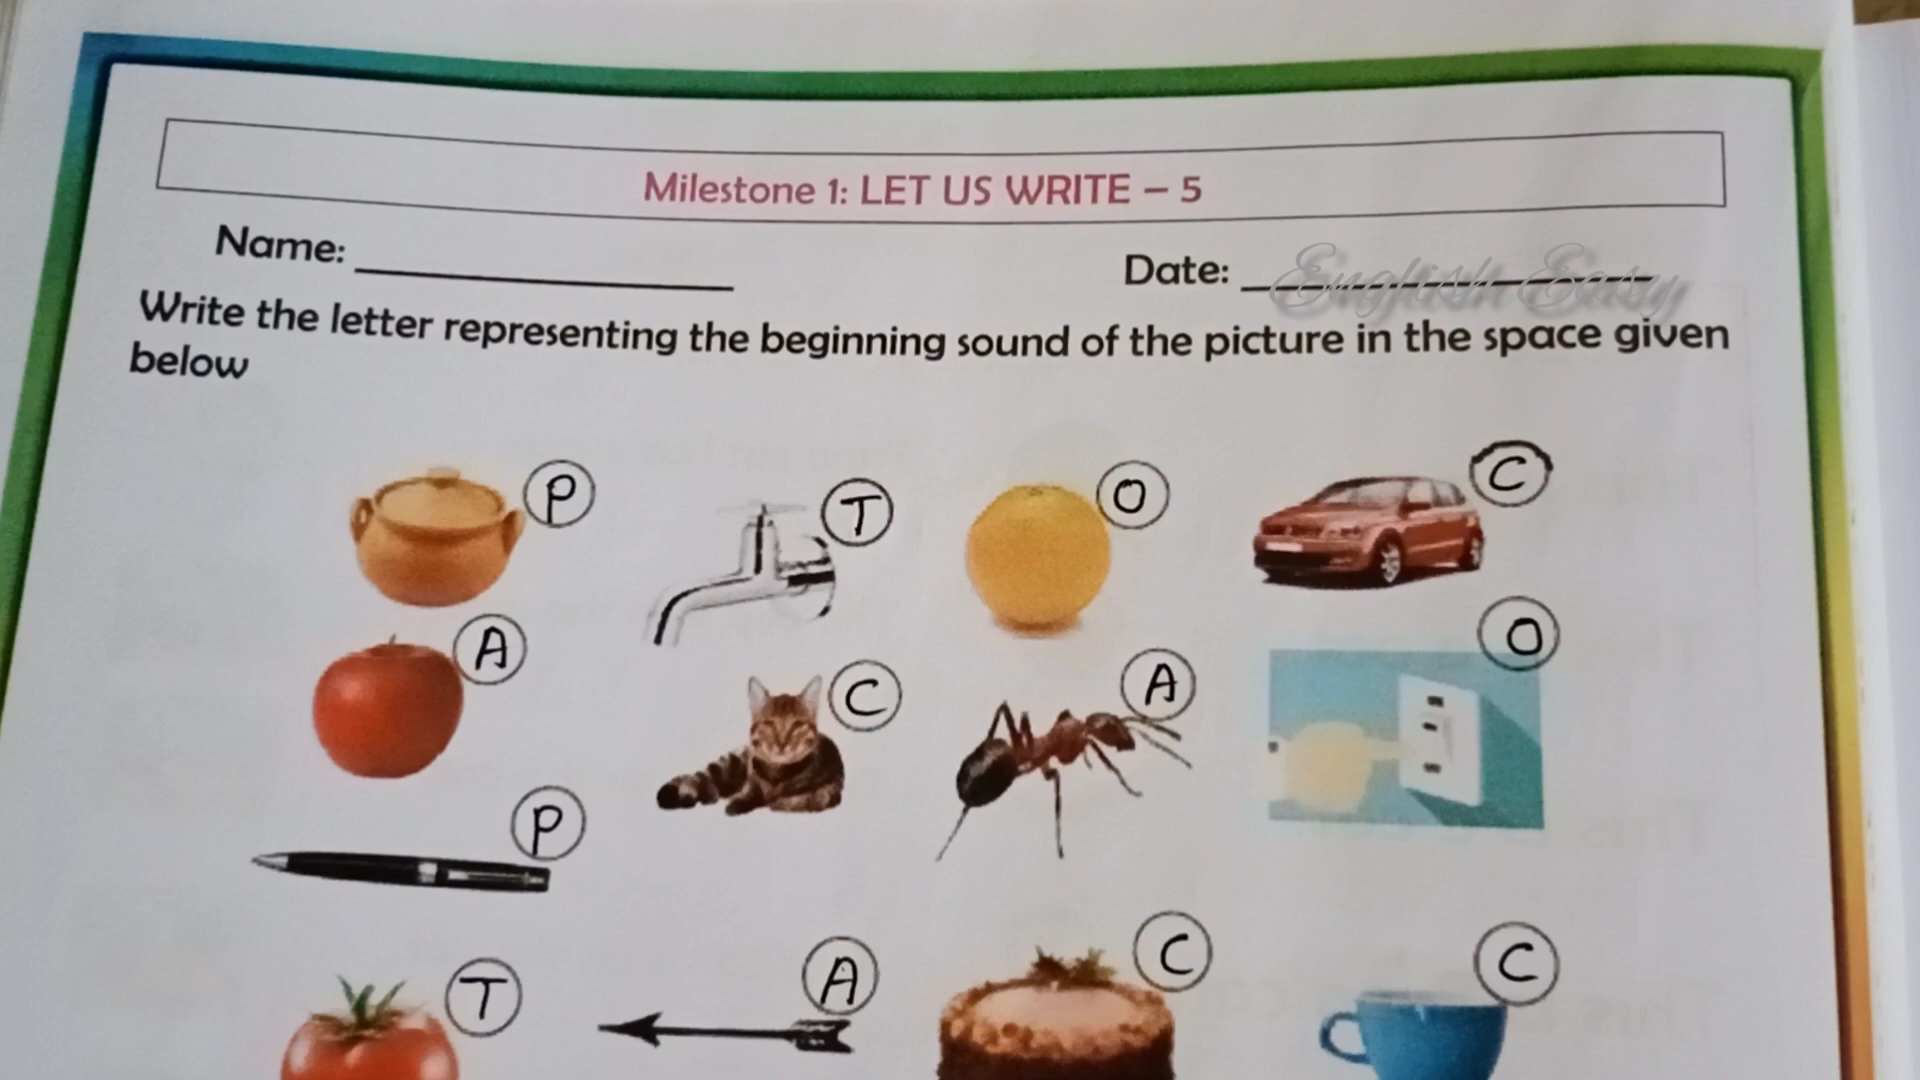 Milestone 1: LET US WRITE – 5
Name: Date:
English Easy
Write the letter representing the beginning sound of the picture in the space given
below
P T O C
A C A O
P
T A C C